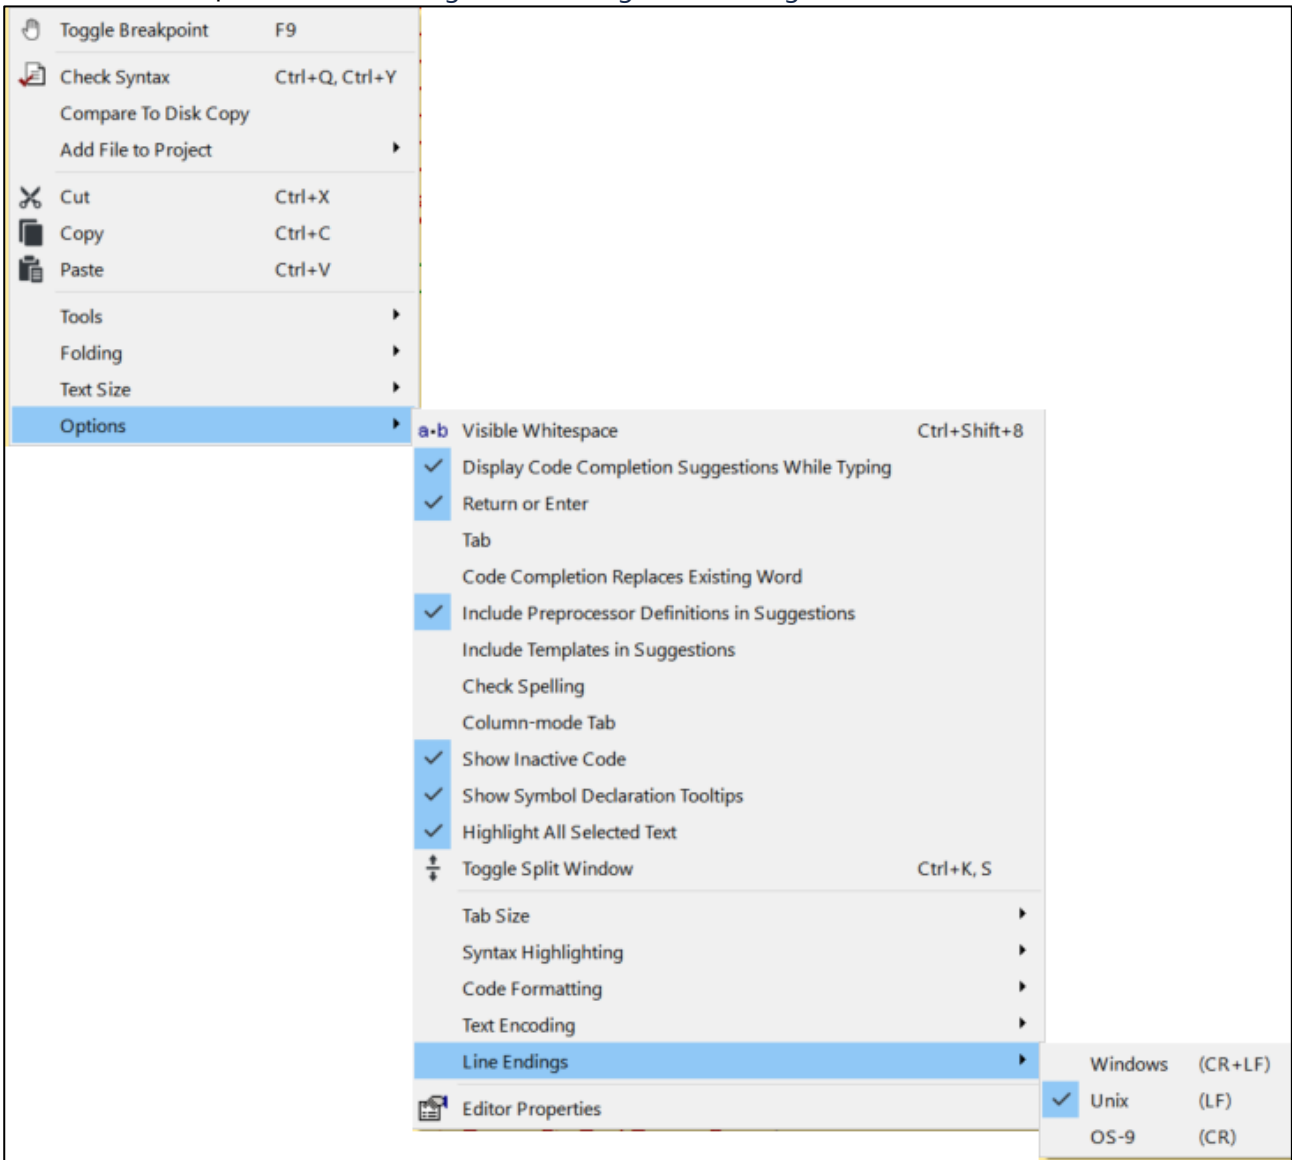 Toggle Breakpoint F9
Check Syntax Ctrl+Q, Ctrl+Y
Compare To Disk Copy
Add File to Project
Cut Ctrl+X
Copy Ctrl+C
Paste Ctrl+V
Tools
Folding
Text Size
Options
a•b Visible Whitespace Ctrl+Shift+8
Display Code Completion Suggestions While Typing
Return or Enter
Tab
Code Completion Replaces Existing Word
Include Preprocessor Definitions in Suggestions
Include Templates in Suggestions
Check Spelling
Column-mode Tab
Show Inactive Code
Show Symbol Declaration Tooltips
Highlight All Selected Text
Toggle Split Window Ctrl+K, S
Tab Size
Syntax Highlighting
Code Formatting
Text Encoding
Line Endings
Editor Properties
Windows (CR+LF)
Unix (LF)
OS-9 (CR)